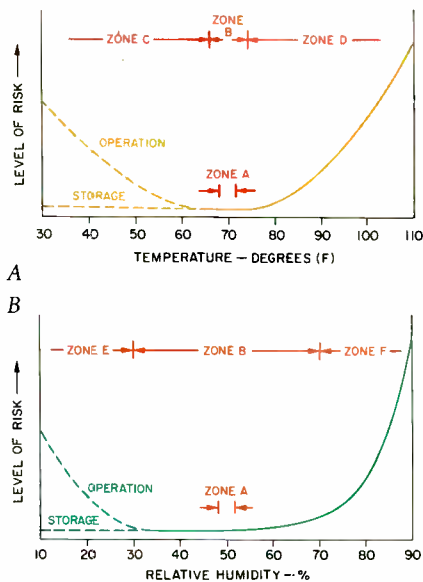 ZONE
ZONE C B ZONE D
OPERATION
ZONE A
STORAGE
LEVEL OF RISK
30 40 50 60 70 80 90 100 110
TEMPERATURE — DEGREES (F)
A
B
ZONE E ZONE B ZONE F
OPERATION
ZONE A
STORAGE
LEVEL OF RISK
10 20 30 40 50 60 70 80 90
RELATIVE HUMIDITY -- %